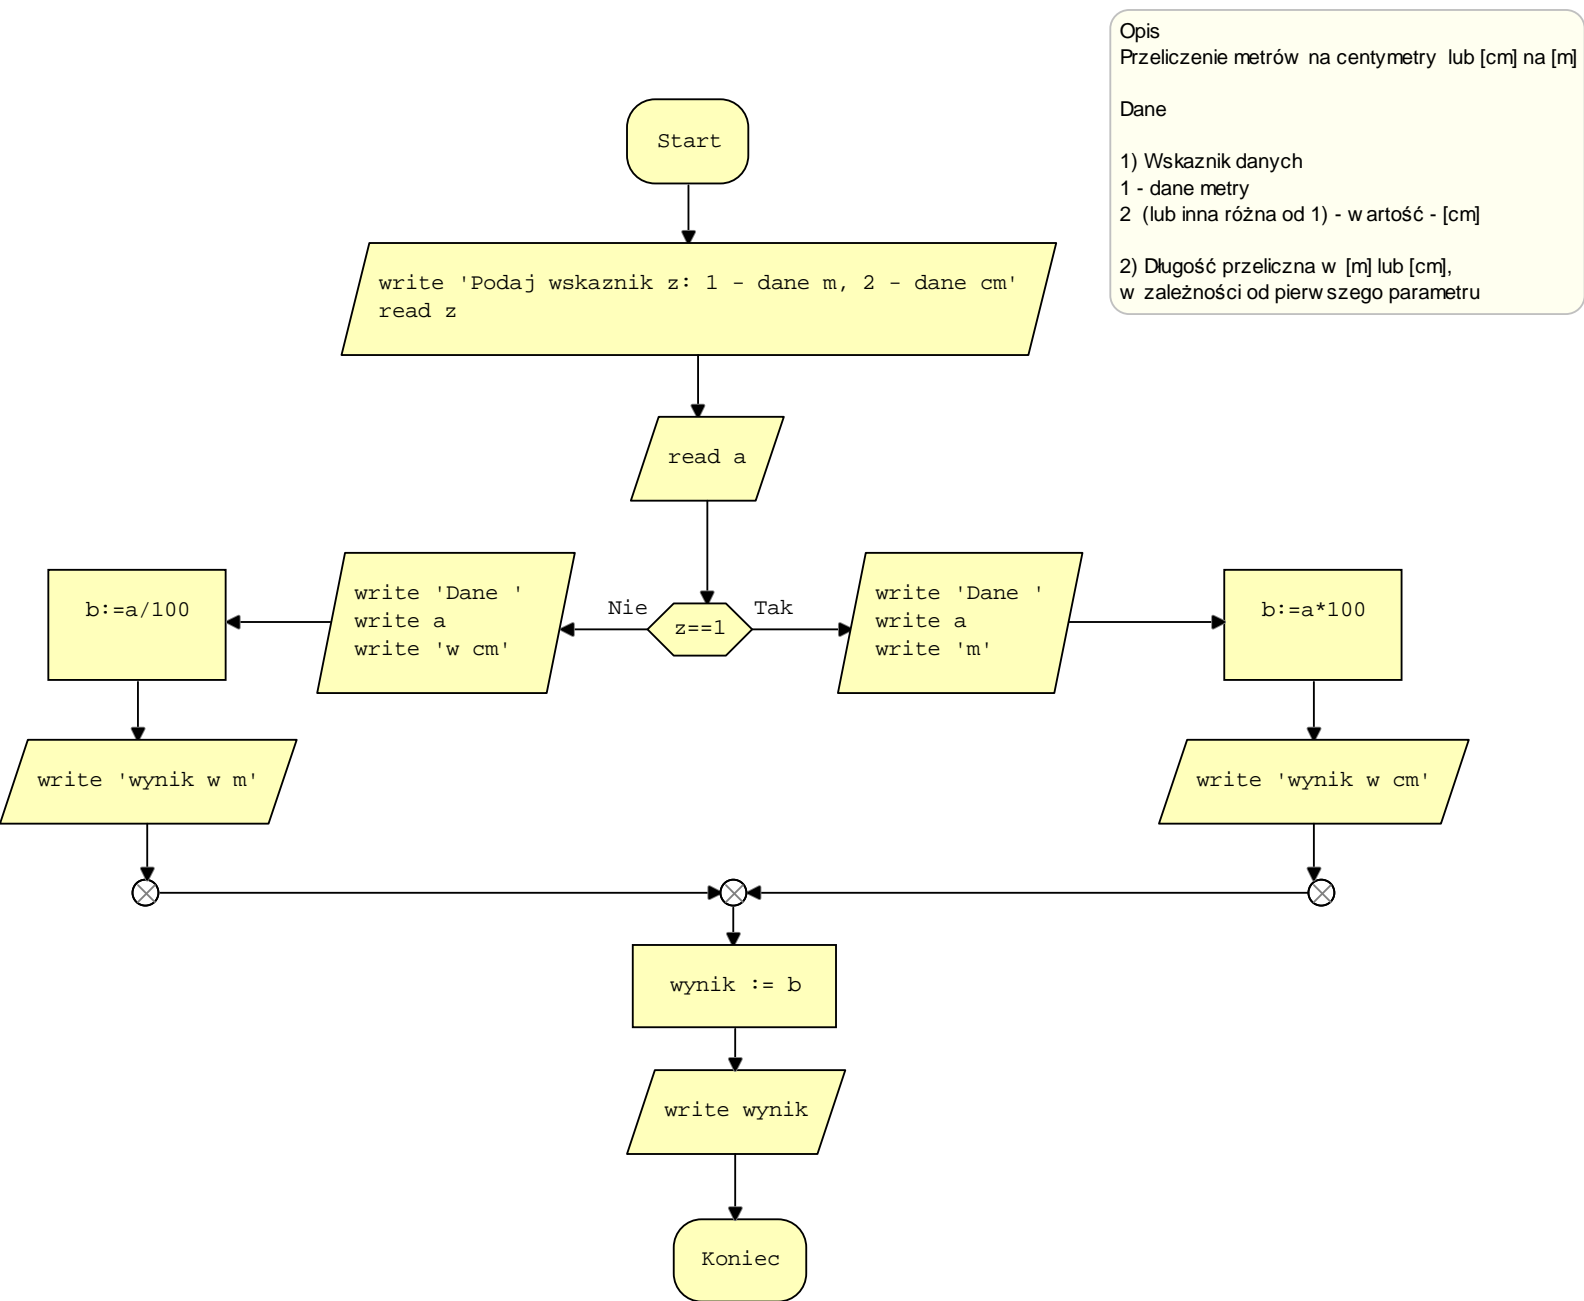 Opis
Przeliczenie metrów na centymetry lub [cm] na [m]
Dane
1) Wskaznik danych
1 - dane metry
2 (lub inna różna od 1) - wartość - [cm]
2) Długość przeliczna w [m] lub [cm],
w zależności od pierwszego parametru
Start
write 'Podaj wskaznik z: 1 - dane m, 2 - dane cm'
read z
read a
z==1
Nie
Tak
write 'Dane '
write a
write 'w cm'
b:=a/100
write 'wynik w m'
write 'Dane '
write a
write 'm'
b:=a*100
write 'wynik w cm'
wynik := b
write wynik
Koniec